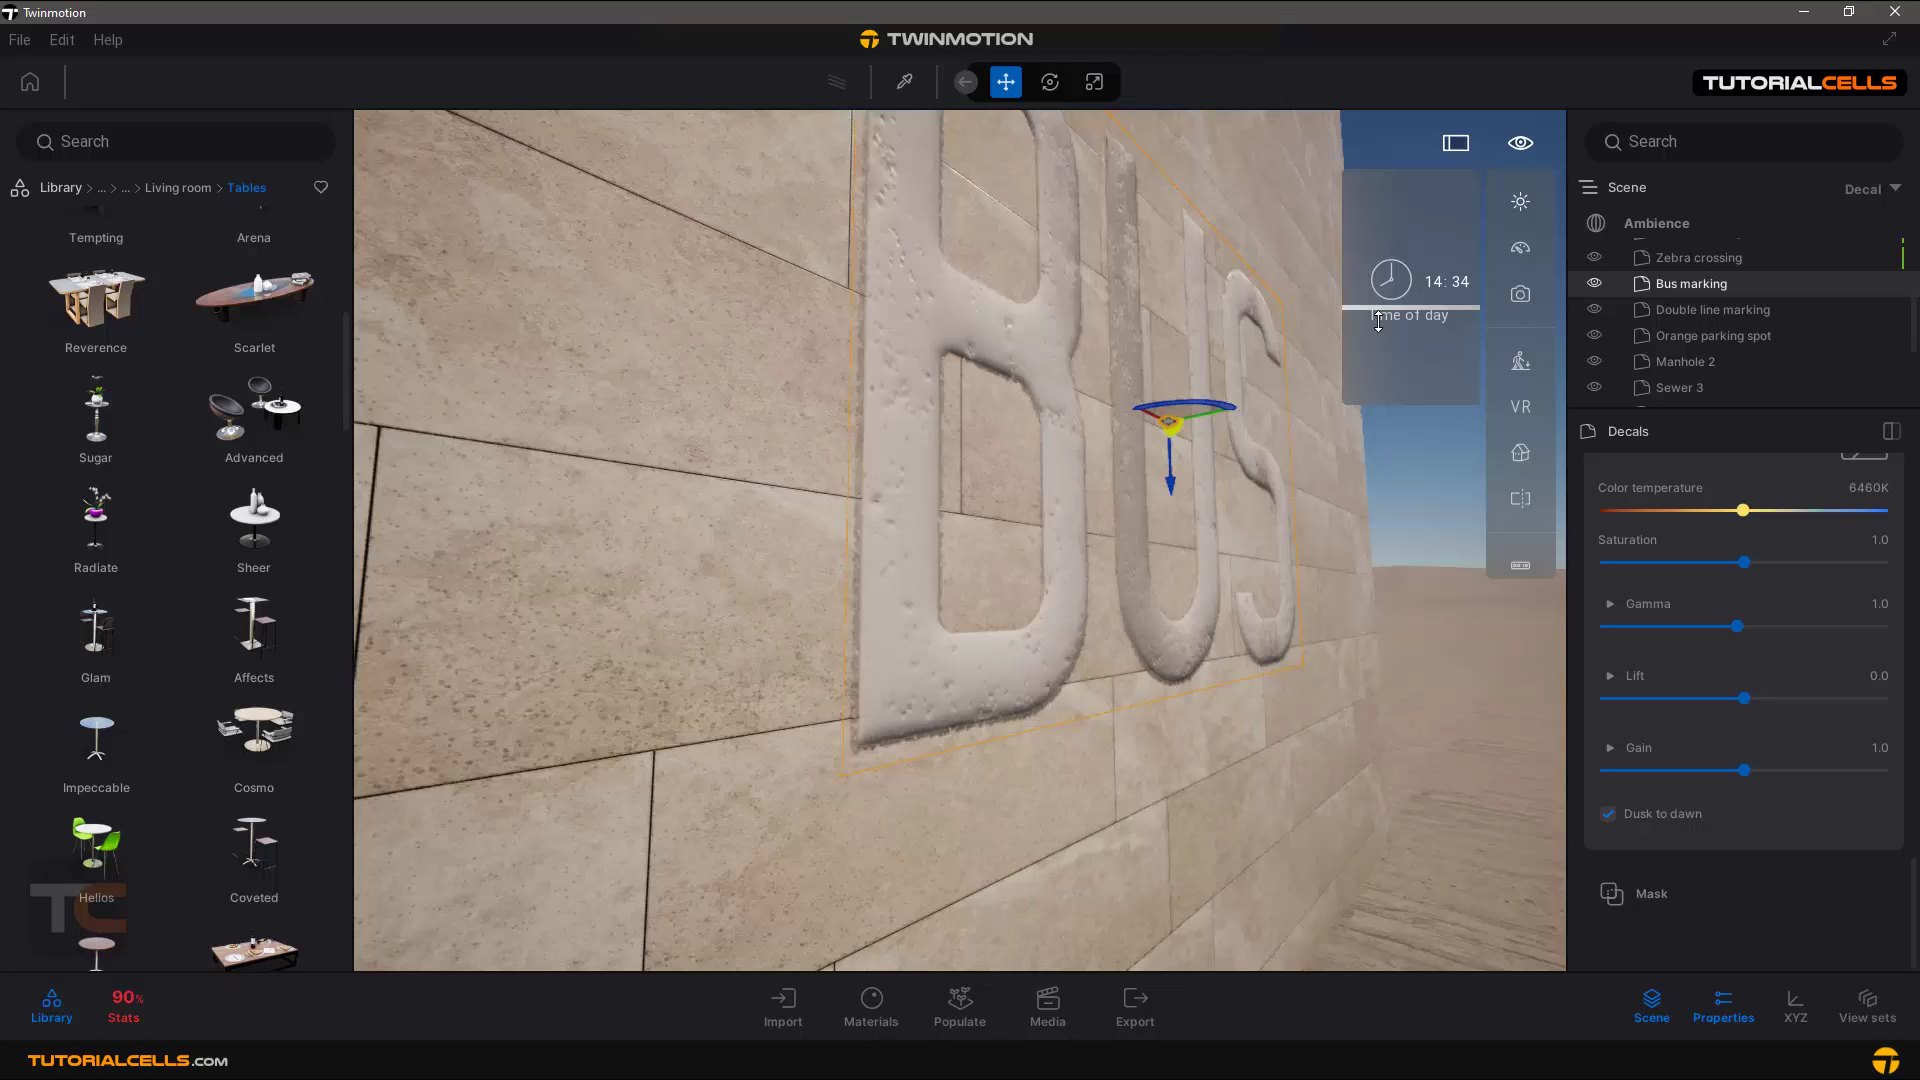 Twinmotion
File Edit Help
TWINMOTION
TUTORIALCELLS
Search
Library > ... > ... > Living room > Tables
Tempting Arena
Reverence Scarlet
Sugar Advanced
Radiate Sheer
Glam Affects
Impeccable Cosmo
Helios Coveted
TC
BUS
14: 34
Time of day
VR
Search
Scene Decal
Ambience
Zebra crossing
Bus marking
Double line marking
Orange parking spot
Manhole 2
Sewer 3
Decals
Color temperature 6460K
Saturation 1.0
Gamma 1.0
Lift 0.0
Gain 1.0
Dusk to dawn
Mask
90%
Library Stats
Import Materials Populate Media Export
Scene Properties XYZ View sets
TUTORIALCELLS.COM